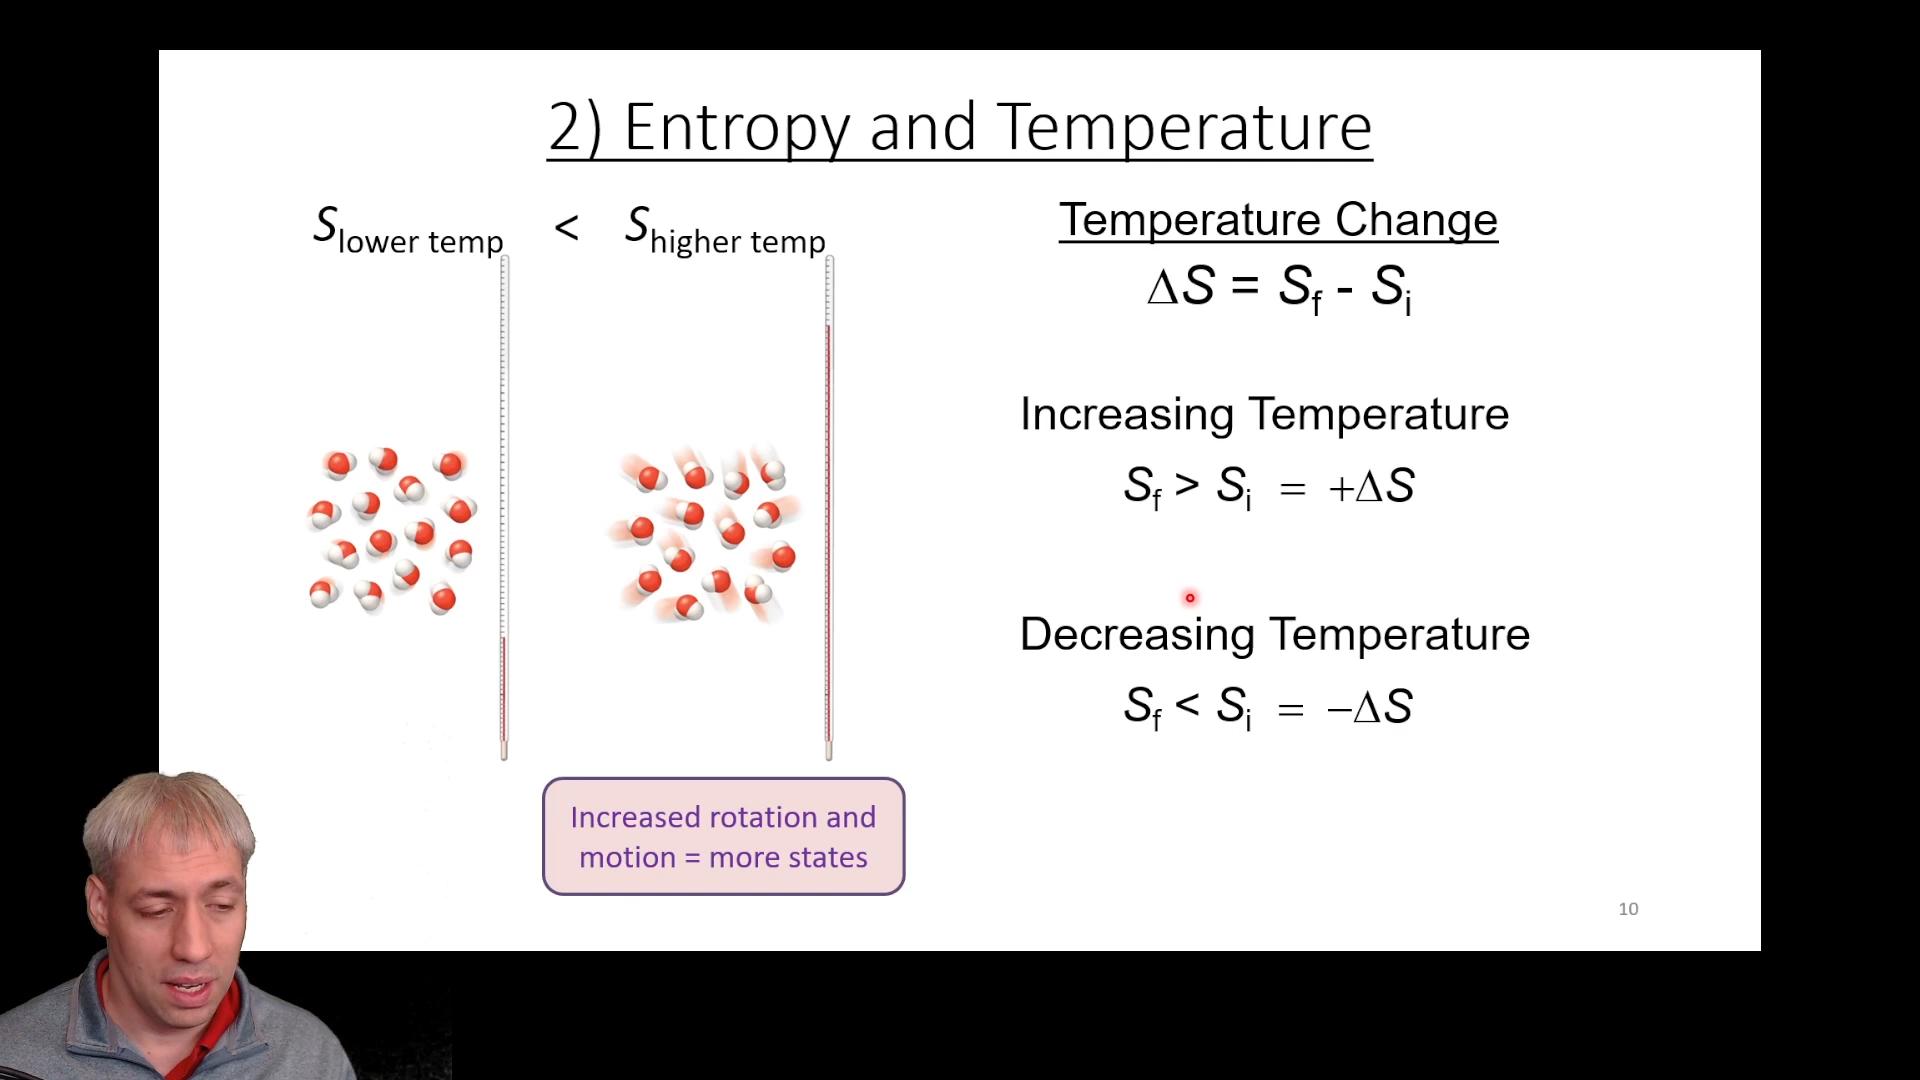 2) Entropy and Temperature
Slower temp < Shigher temp
Temperature Change
ΔS = Sf - Si
Increasing Temperature
Sf > Si = +ΔS
Decreasing Temperature
Sf < Si = −ΔS
Increased rotation and
motion = more states
10